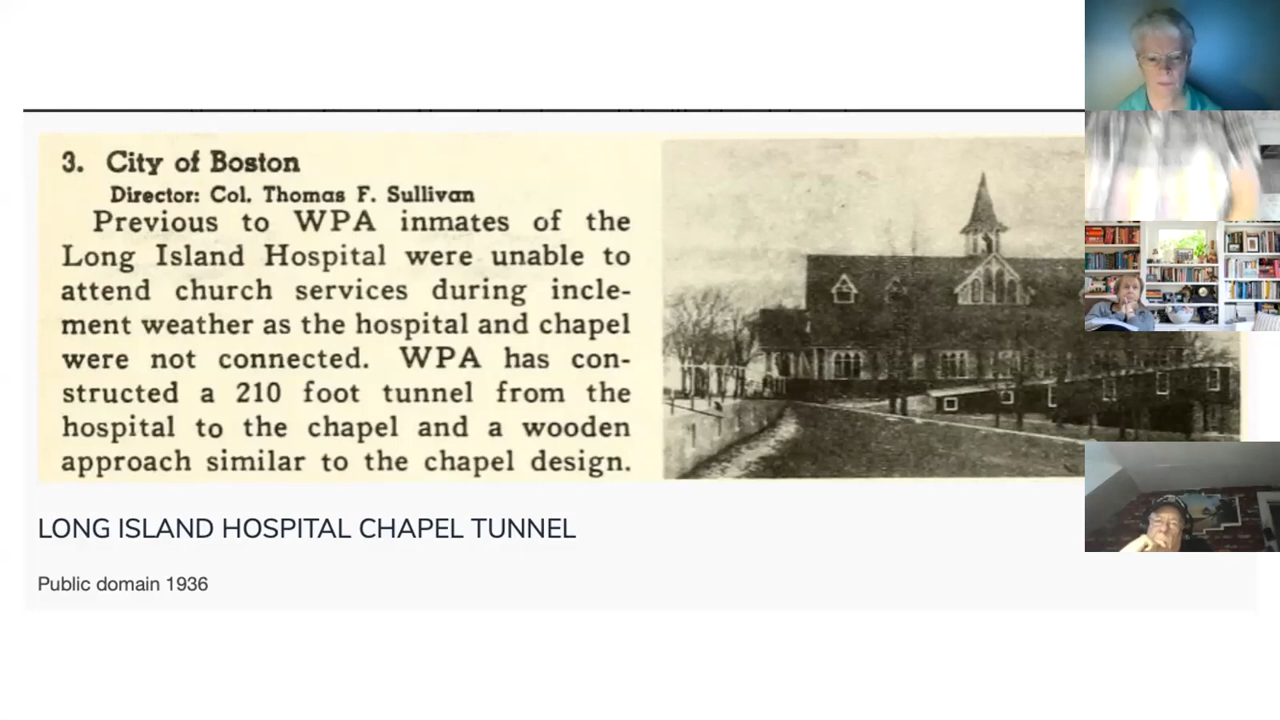 3. City of Boston
Director: Col. Thomas F. Sullivan
Previous to WPA inmates of the
Long Island Hospital were unable to
attend church services during incle-
ment weather as the hospital and chapel
were not connected. WPA has con-
structed a 210 foot tunnel from the
hospital to the chapel and a wooden
approach similar to the chapel design.
LONG ISLAND HOSPITAL CHAPEL TUNNEL
Public domain 1936